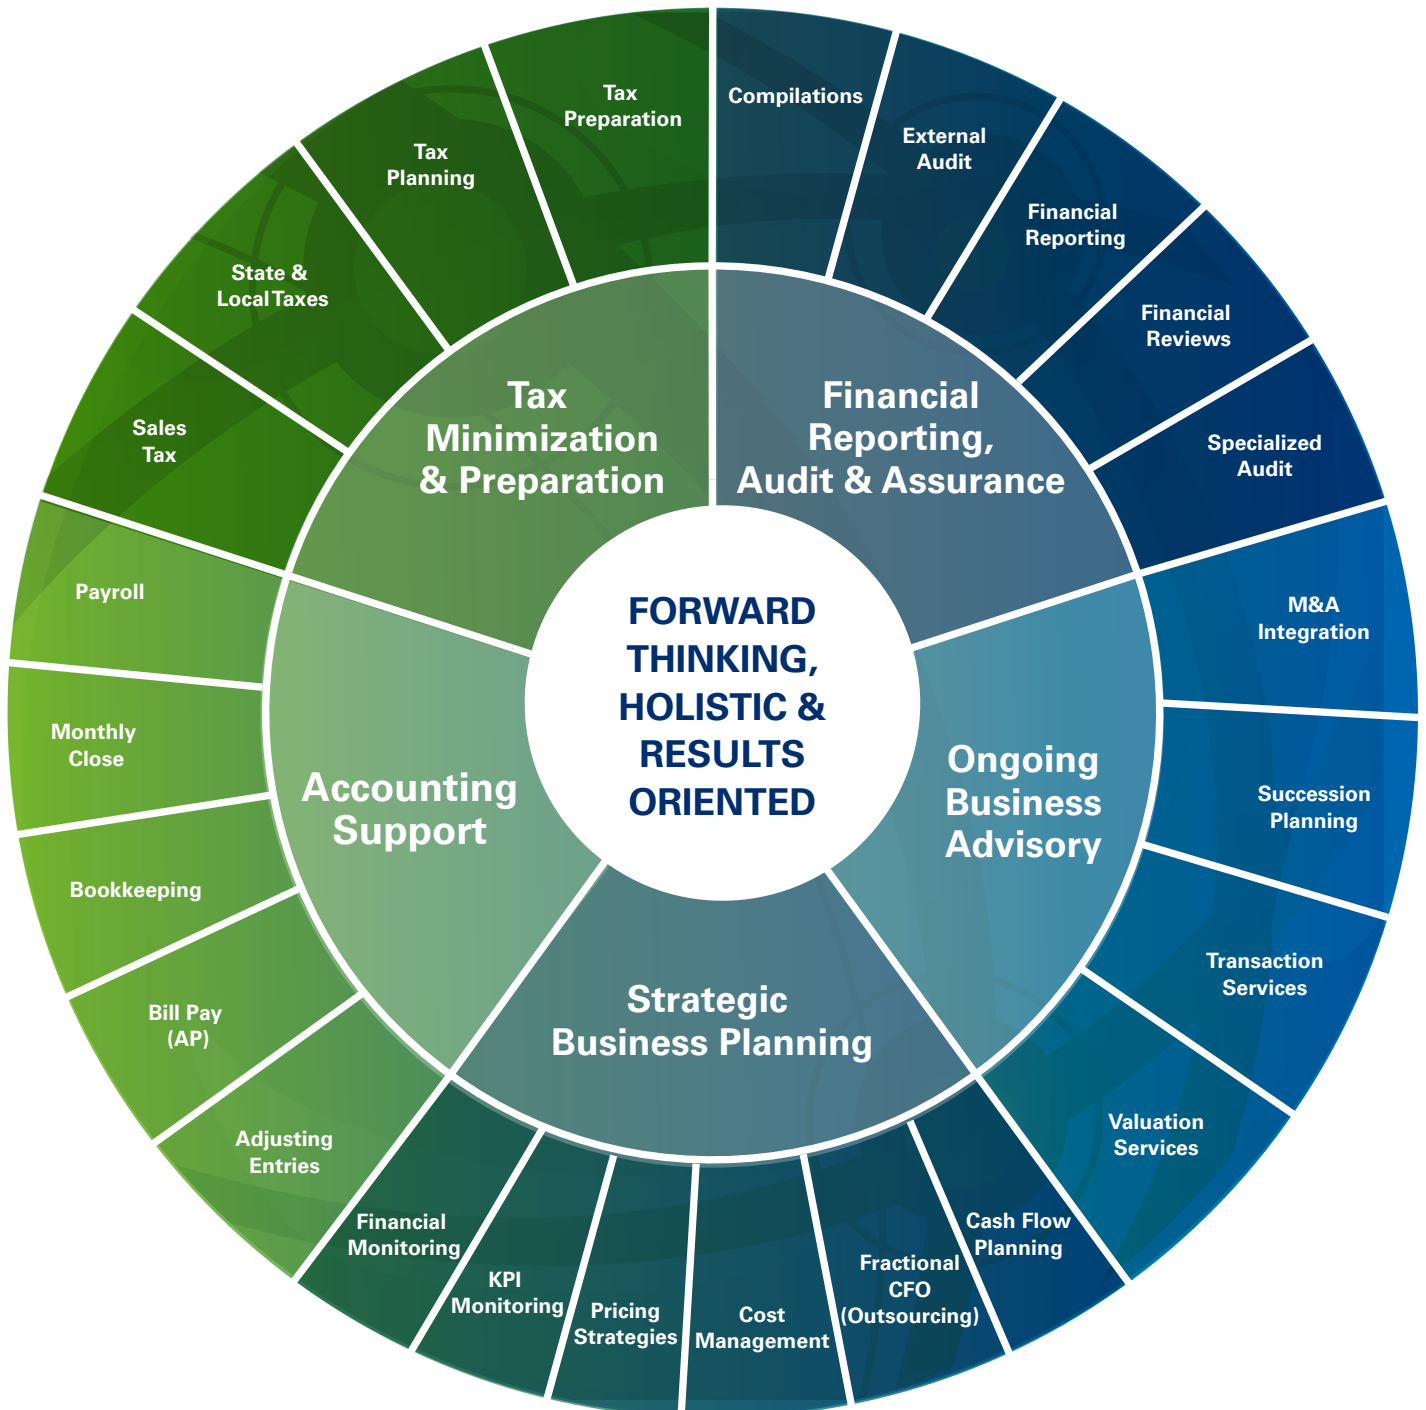 Tax
Preparation
Compilations
External
Audit
Financial
Reporting
Financial
Reviews
Specialized
Audit
M&A
Integration
Succession
Planning
Transaction
Services
Valuation
Services
Cash Flow
Planning
Fractional
CFO
(Outsourcing)
Cost
Management
Pricing
Strategies
KPI
Monitoring
Financial
Monitoring
Adjusting
Entries
Bill Pay
(AP)
Bookkeeping
Monthly
Close
Payroll
Sales
Tax
State &
Local Taxes
Tax
Planning
Tax
Minimization
& Preparation
Financial
Reporting,
Audit & Assurance
Ongoing
Business
Advisory
Strategic
Business Planning
Accounting
Support
FORWARD
THINKING,
HOLISTIC &
RESULTS
ORIENTED